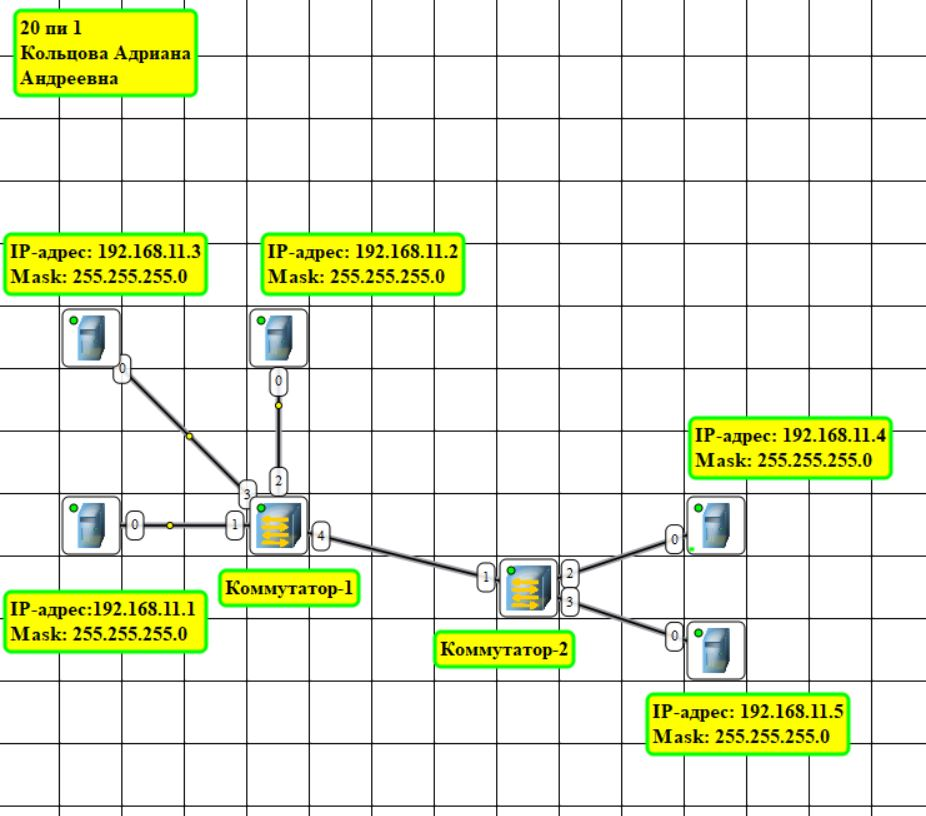 20 пи 1
Кольцова Адриана
Андреевна
IP-адрес: 192.168.11.3
Mask: 255.255.255.0
IP-адрес: 192.168.11.2
Mask: 255.255.255.0
0
0
3
2
0
1
4
IP-адрес: 192.168.11.4
Mask: 255.255.255.0
0
1
2
3
0
Коммутатор-1
IP-адрес:192.168.11.1
Mask: 255.255.255.0
Коммутатор-2
IP-адрес: 192.168.11.5
Mask: 255.255.255.0